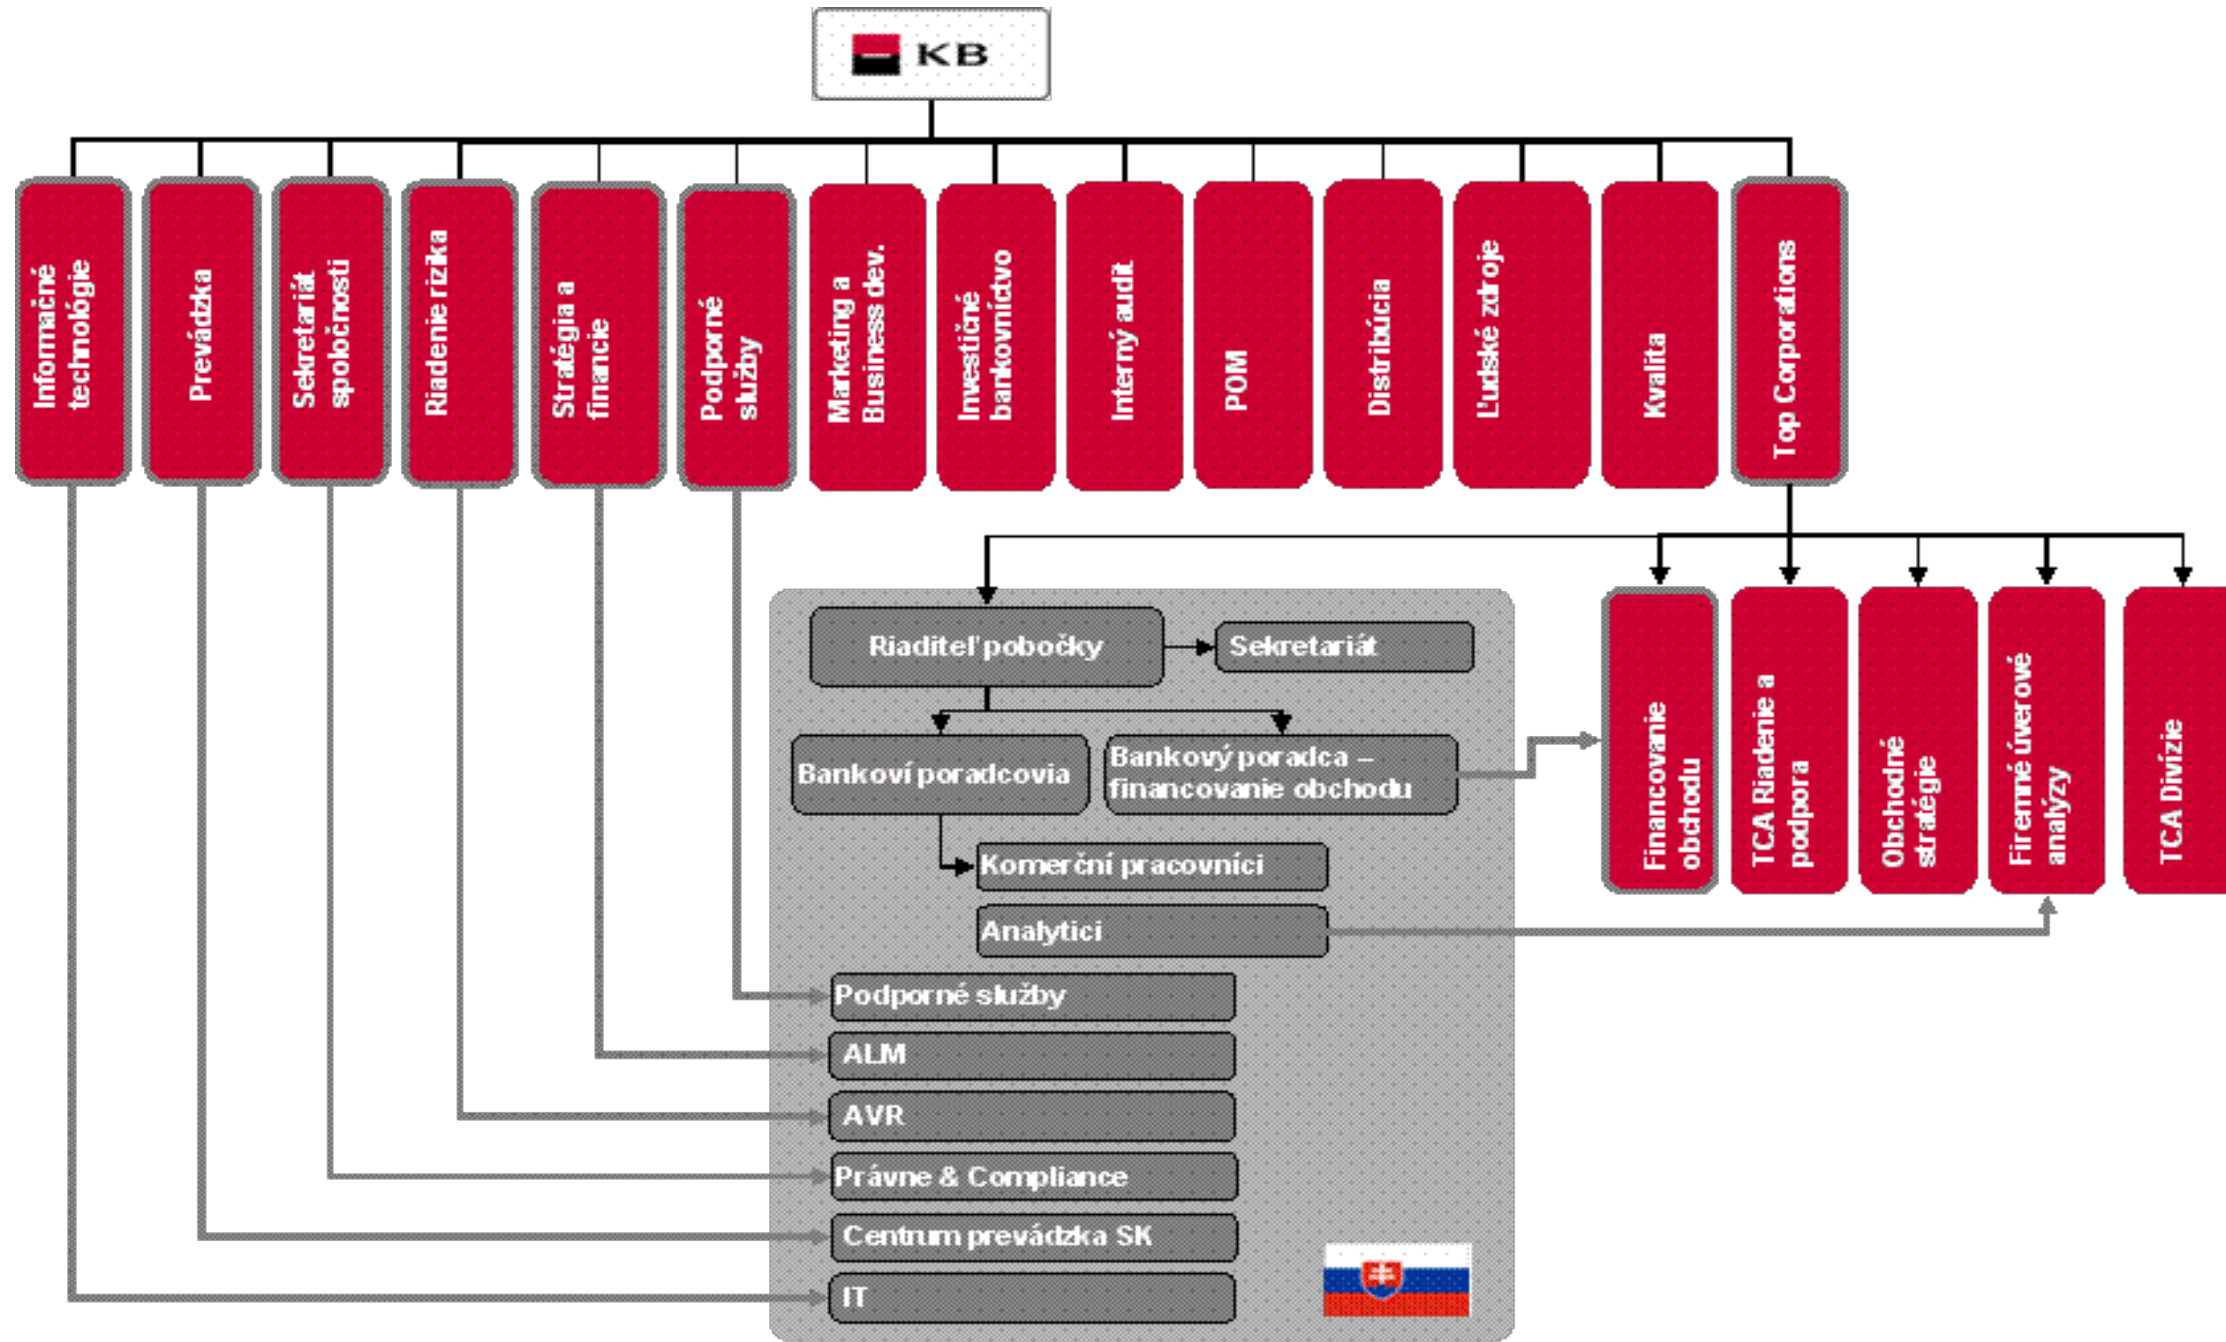 KB
Informačné
technológie
Prevádzka
Sekretariát
spoločnosti
Riadenie rizika
Stratégia a
financie
Podporné
služby
Marketing a
Business dev.
Investičné
bankovníctvo
Interný audit
POM
Distribúcia
Ľudské zdroje
Kvalita
Top Corporations
Riaditeľ pobočky
Sekretariát
Bankoví poradcovia
Bankový poradca –
financovanie obchodu
Komerční pracovníci
Analytici
Podporné služby
ALM
AVR
Právne & Compliance
Centrum prevádzka SK
IT
Financovanie
obchodu
TCA Riadenie a
podpora
Obchodné
stratégie
Firemné úverové
analýzy
TCA Divízie